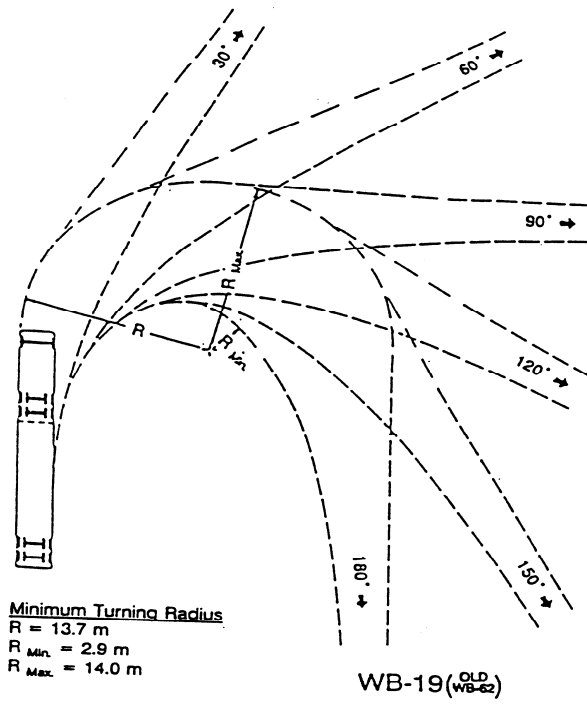 30°
60°
90°
120°
150°
180°
R
R Max.
R Min.
Minimum Turning Radius
R = 13.7 m
R Min. = 2.9 m
R Max. = 14.0 m
WB-19 (OLD WB-62)